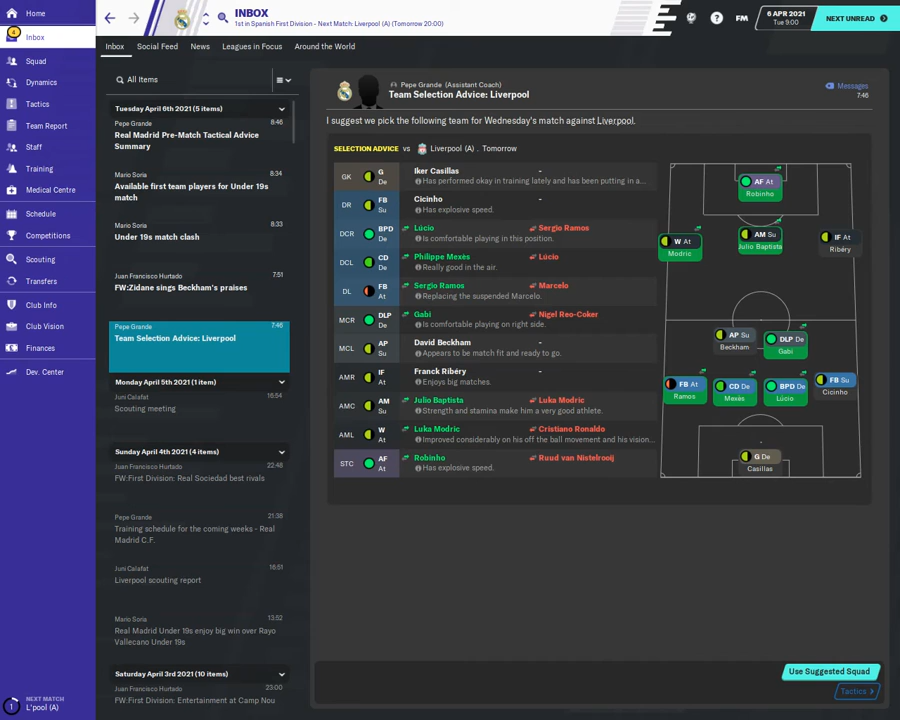 Home
Inbox
4
Squad
Dynamics
Tactics
Team Report
Staff
Training
Medical Centre
Schedule
Competitions
Scouting
Transfers
Club Info
Club Vision
Finances
Dev. Center
1
NEXT MATCH
L'pool (A)
INBOX
1st in Spanish First Division - Next Match: Liverpool (A) (Tomorrow 20:00)
FM
6 APR 2021
Tue 9:00
NEXT UNREAD
Inbox
Social Feed
News
Leagues in Focus
Around the World
All Items
Tuesday April 6th 2021 (5 items)
Pepe Grande
8:46
Real Madrid Pre-Match Tactical Advice
Summary
Mario Soria
8:34
Available first team players for Under 19s
match
Mario Soria
8:33
Under 19s match clash
Juan Francisco Hurtado
7:51
FW:Zidane sings Beckham's praises
Pepe Grande
7:46
Team Selection Advice: Liverpool
Monday April 5th 2021 (1 item)
Juni Calafat
16:54
Scouting meeting
Sunday April 4th 2021 (4 items)
Juan Francisco Hurtado
22:48
FW:First Division: Real Sociedad best rivals
Pepe Grande
21:38
Training schedule for the coming weeks - Real
Madrid C.F.
Juni Calafat
16:51
Liverpool scouting report
Mario Soria
13:52
Real Madrid Under 19s enjoy big win over Rayo
Vallecano Under 19s
Saturday April 3rd 2021 (10 items)
Juan Francisco Hurtado
23:00
FW:First Division: Entertainment at Camp Nou
Pepe Grande (Assistant Coach)
Team Selection Advice: Liverpool
Messages
7:46
I suggest we pick the following team for Wednesday's match against Liverpool.
SELECTION ADVICE vs Liverpool (A) . Tomorrow
GK G De Iker Casillas -
Has performed okay in training lately and has been putting in a...
DR FB Su Cicinho -
Has explosive speed.
DCR BPD De Lúcio Sergio Ramos
Is comfortable playing in this position.
DCL CD De Philippe Mexès Lúcio
Really good in the air.
DL FB At Sergio Ramos Marcelo
Replacing the suspended Marcelo.
MCR DLP De Gabi Nigel Reo-Coker
Is comfortable playing on right side.
MCL AP Su David Beckham -
Appears to be match fit and ready to go.
AMR IF At Franck Ribéry -
Enjoys big matches.
AMC AM Su Julio Baptista Luka Modric
Strength and stamina make him a very good athlete.
AML W At Luka Modric Cristiano Ronaldo
Improved considerably on his off the ball movement and his vision...
STC AF At Robinho Ruud van Nistelrooij
Has explosive speed.
AF At
Robinho
W At
Modric
AM Su
Julio Baptista
IF At
Ribéry
AP Su
Beckham
DLP De
Gabi
FB At
Ramos
CD De
Mexès
BPD De
Lúcio
FB Su
Cicinho
G De
Casillas
Use Suggested Squad
Tactics